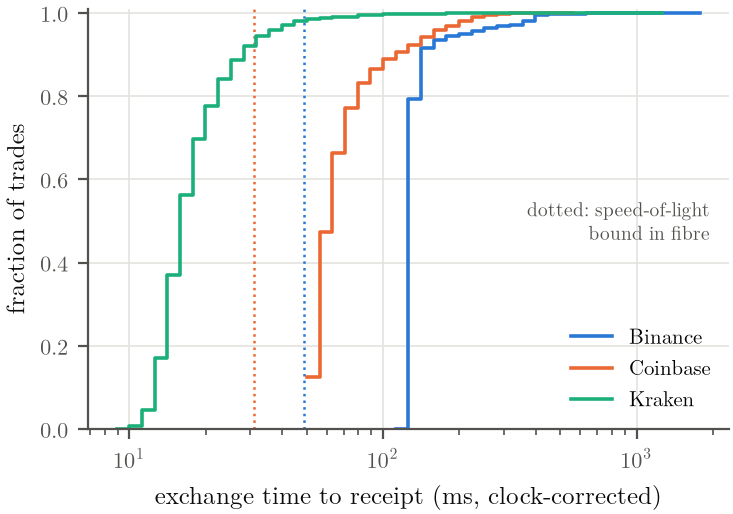 1.0
0.8
0.6
0.4
0.2
0.0
fraction of trades
dotted: speed-of-light
bound in fibre
Binance
Coinbase
Kraken
10¹
10²
10³
exchange time to receipt (ms, clock-corrected)